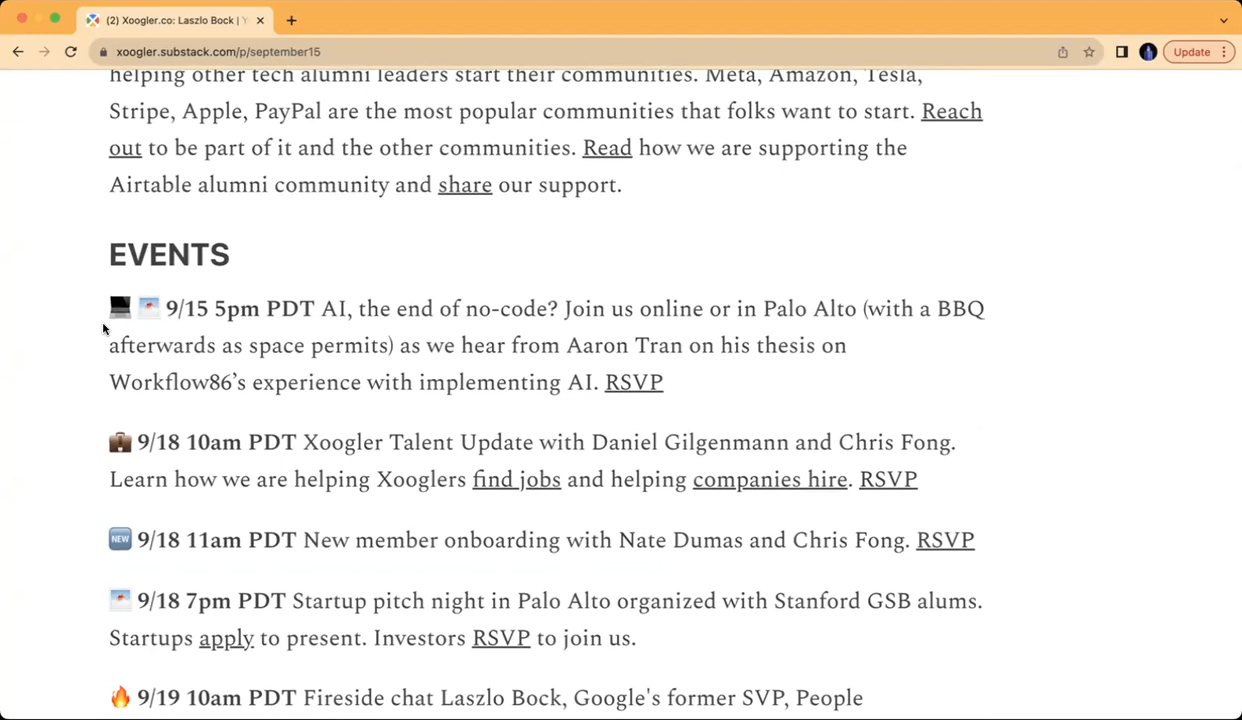 (2) Xoogler.co: Laszlo Bock | Y
xoogler.substack.com/p/september15
Update
helping other tech alumni leaders start their communities. Meta, Amazon, Tesla,
Stripe, Apple, PayPal are the most popular communities that folks want to start. Reach
out to be part of it and the other communities. Read how we are supporting the
Airtable alumni community and share our support.
EVENTS
9/15 5pm PDT AI, the end of no-code? Join us online or in Palo Alto (with a BBQ
afterwards as space permits) as we hear from Aaron Tran on his thesis on
Workflow86’s experience with implementing AI. RSVP
9/18 10am PDT Xoogler Talent Update with Daniel Gilgenmann and Chris Fong.
Learn how we are helping Xooglers find jobs and helping companies hire. RSVP
NEW 9/18 11am PDT New member onboarding with Nate Dumas and Chris Fong. RSVP
9/18 7pm PDT Startup pitch night in Palo Alto organized with Stanford GSB alums.
Startups apply to present. Investors RSVP to join us.
9/19 10am PDT Fireside chat Laszlo Bock, Google's former SVP, People